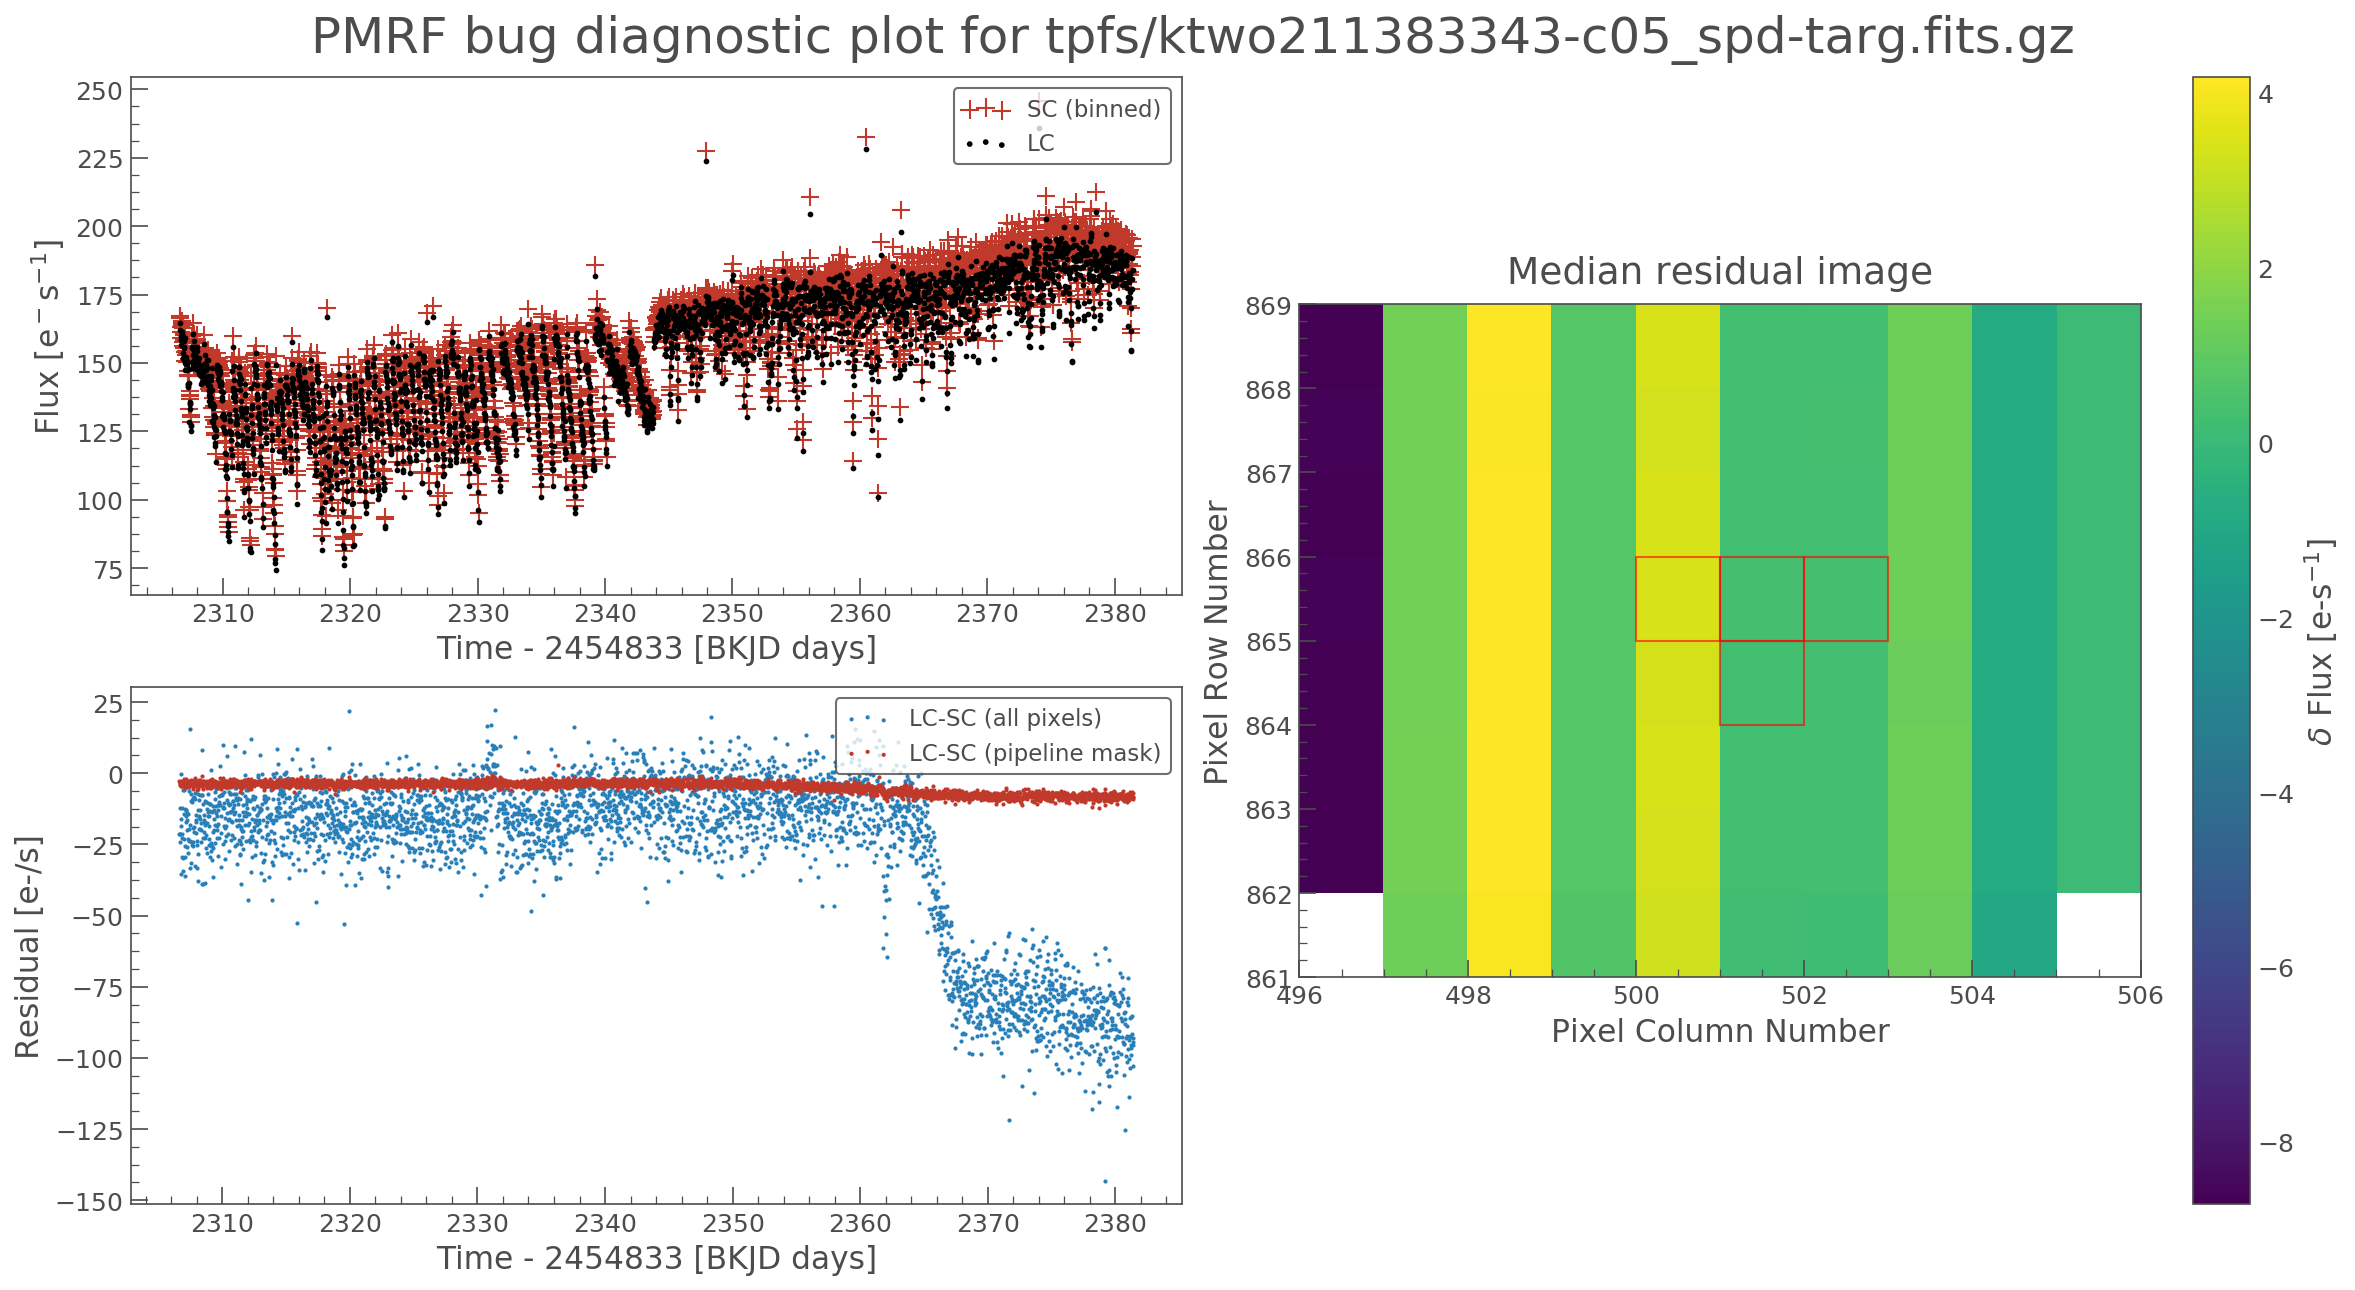 PMRF bug diagnostic plot for tpfs/ktwo211383343-c05_spd-targ.fits.gz
250
225
200
175
150
125
100
75
Flux [e⁻ s⁻¹]
SC (binned)
LC
2310 2320 2330 2340 2350 2360 2370 2380
Time - 2454833 [BKJD days]
25
0
−25
−50
−75
−100
−125
−150
Residual [e-/s]
LC-SC (all pixels)
LC-SC (pipeline mask)
2310 2320 2330 2340 2350 2360 2370 2380
Time - 2454833 [BKJD days]
Median residual image
869
868
867
866
865
864
863
862
861
Pixel Row Number
496 498 500 502 504 506
Pixel Column Number
4
2
0
−2
−4
−6
−8
δ Flux [e-s⁻¹]